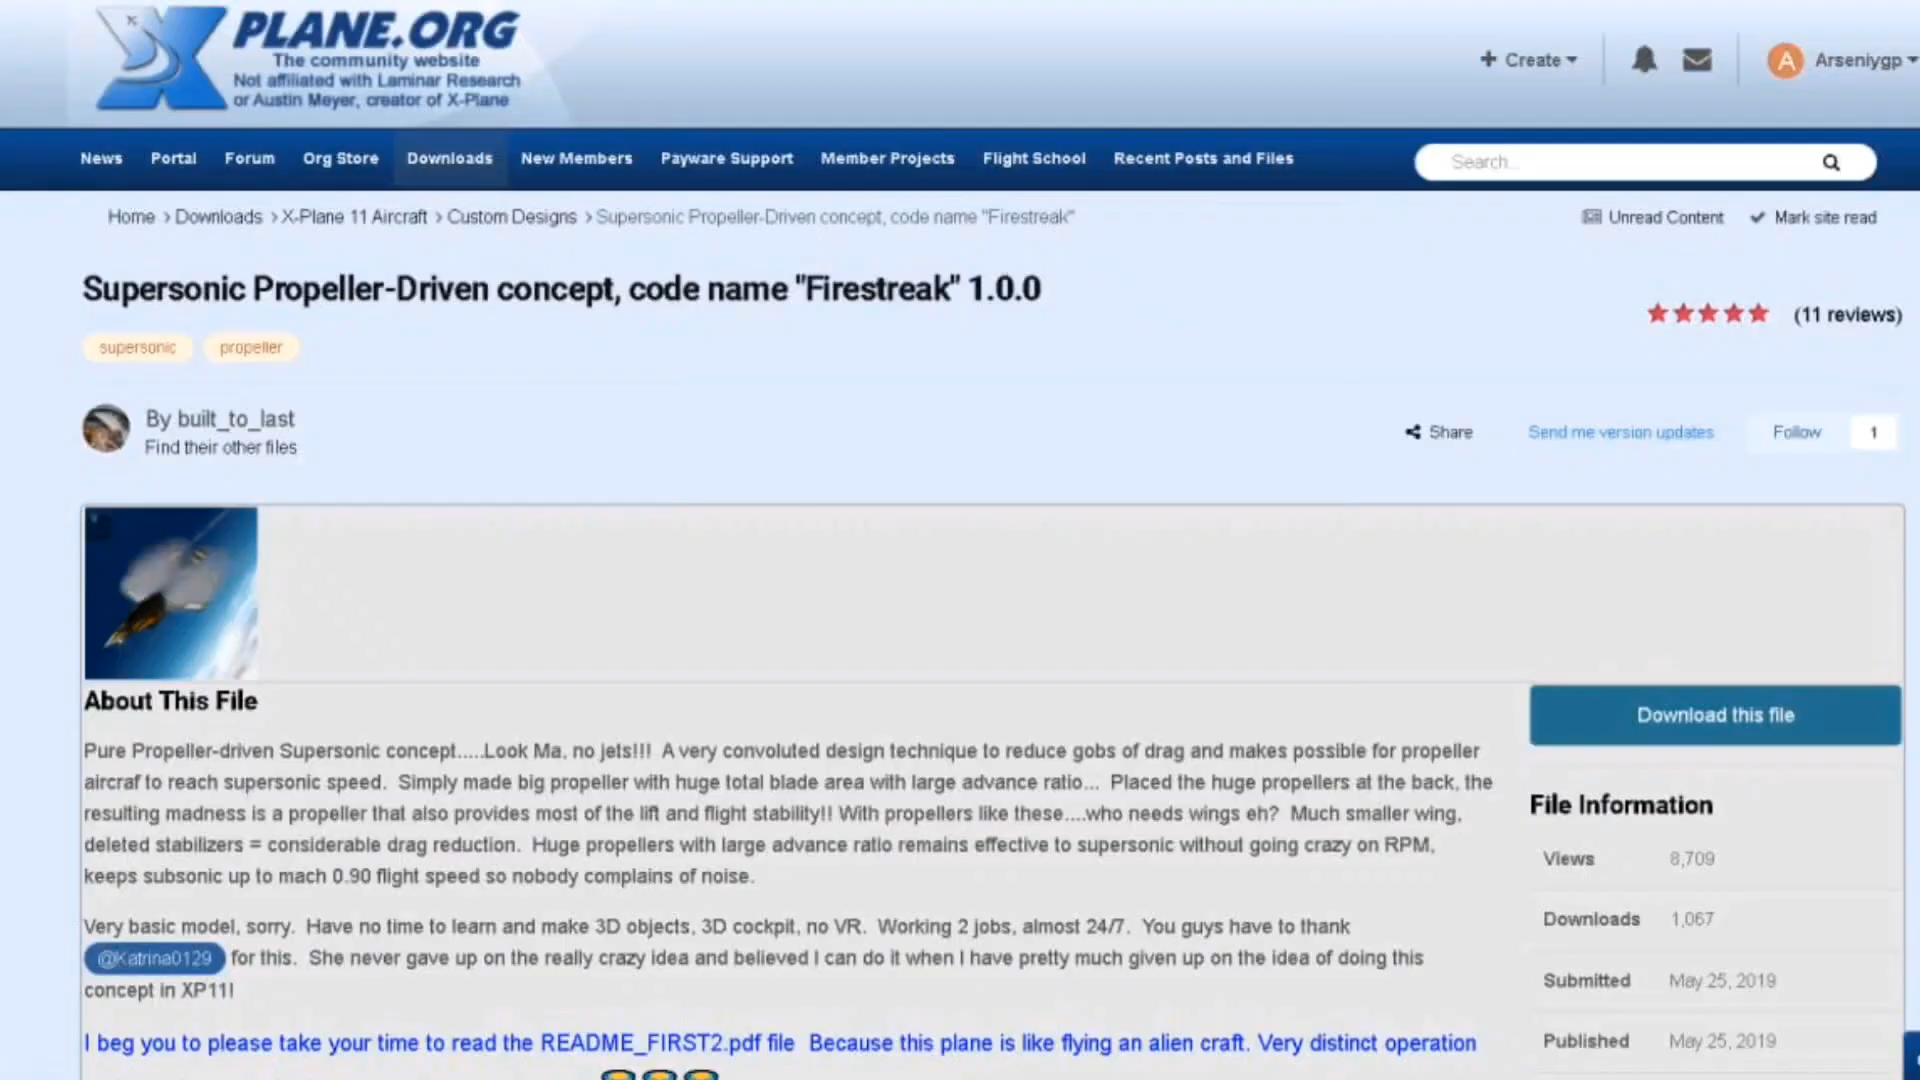 PLANE.ORG
The community website
Not affiliated with Laminar Research
or Austin Meyer, creator of X-Plane
+ Create
A Arseniygp
News Portal Forum Org Store Downloads New Members Payware Support Member Projects Flight School Recent Posts and Files Search...
Home > Downloads > X-Plane 11 Aircraft > Custom Designs > Supersonic Propeller-Driven concept, code name "Firestreak" Unread Content Mark site read
Supersonic Propeller-Driven concept, code name "Firestreak" 1.0.0
(11 reviews)
supersonic propeller
By built_to_last
Find their other files
Share Send me version updates Follow 1
About This File
Pure Propeller-driven Supersonic concept.....Look Ma, no jets!!! A very convoluted design technique to reduce gobs of drag and makes possible for propeller
aircraf to reach supersonic speed. Simply made big propeller with huge total blade area with large advance ratio... Placed the huge propellers at the back, the
resulting madness is a propeller that also provides most of the lift and flight stability!! With propellers like these....who needs wings eh? Much smaller wing,
deleted stabilizers = considerable drag reduction. Huge propellers with large advance ratio remains effective to supersonic without going crazy on RPM,
keeps subsonic up to mach 0.90 flight speed so nobody complains of noise.
Very basic model, sorry. Have no time to learn and make 3D objects, 3D cockpit, no VR. Working 2 jobs, almost 24/7. You guys have to thank
@Katrina0129 for this. She never gave up on the really crazy idea and believed I can do it when I have pretty much given up on the idea of doing this
concept in XP11!
I beg you to please take your time to read the README_FIRST2.pdf file Because this plane is like flying an alien craft. Very distinct operation
Download this file
File Information
Views 8,709
Downloads 1,067
Submitted May 25, 2019
Published May 25, 2019